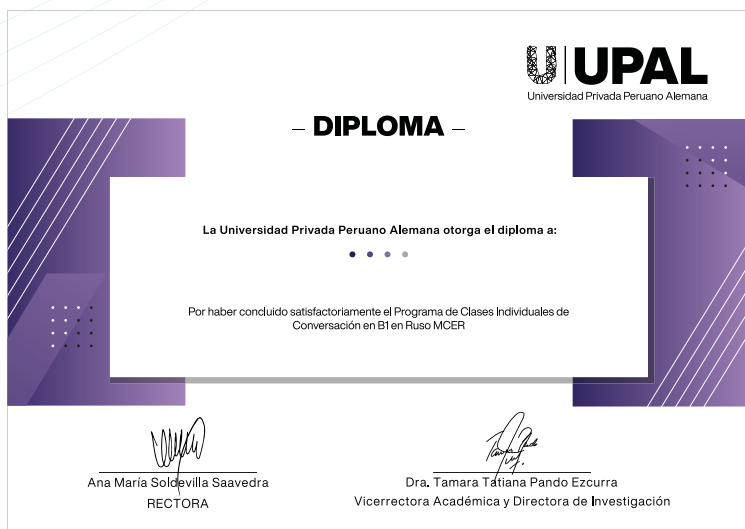 UPAL
Universidad Privada Peruano Alemana
– DIPLOMA –
La Universidad Privada Peruano Alemana otorga el diploma a:
Por haber concluido satisfactoriamente el Programa de Clases Individuales de
Conversación en B1 en Ruso MCER
Ana María Soldevilla Saavedra
RECTORA
Dra. Tamara Tatiana Pando Ezcurra
Vicerrectora Académica y Directora de Investigación